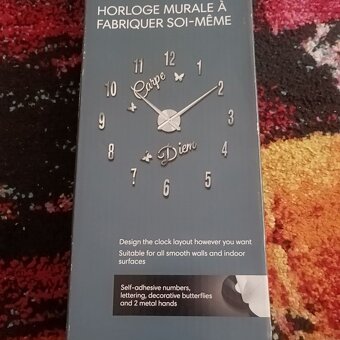 HORLOGE MURALE À
FABRIQUER SOI-MÊME
12
11
1
10
Carpe
2
9
3
Diem
8
4
7
6
5
Design the clock layout however you want
Suitable for all smooth walls and indoor
surfaces
Self-adhesive numbers,
lettering, decorative butterflies
and 2 metal hands